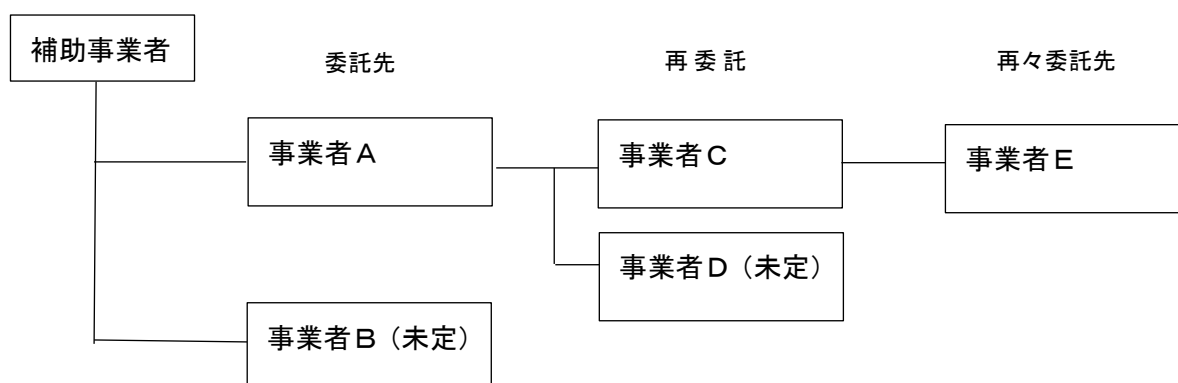 補助事業者
委託先
再委託
再々委託先
事業者A
事業者C
事業者E
事業者D(未定)
事業者B(未定)